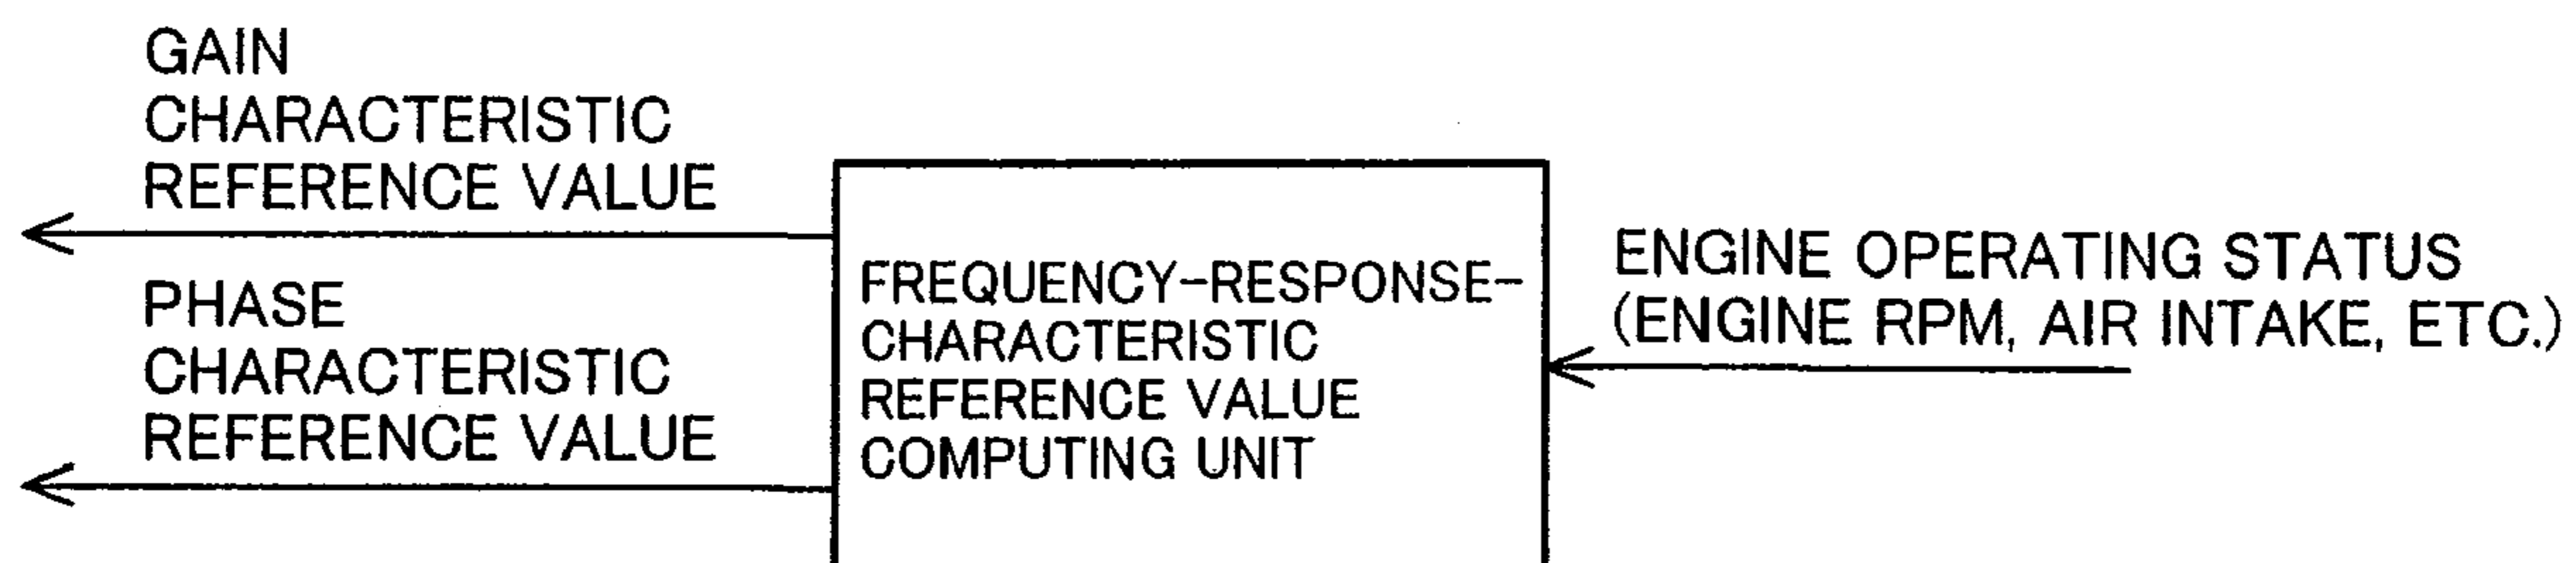 GAIN
CHARACTERISTIC
REFERENCE VALUE
PHASE
CHARACTERISTIC
REFERENCE VALUE
FREQUENCY-RESPONSE-
CHARACTERISTIC
REFERENCE VALUE
COMPUTING UNIT
ENGINE OPERATING STATUS
(ENGINE RPM, AIR INTAKE, ETC.)